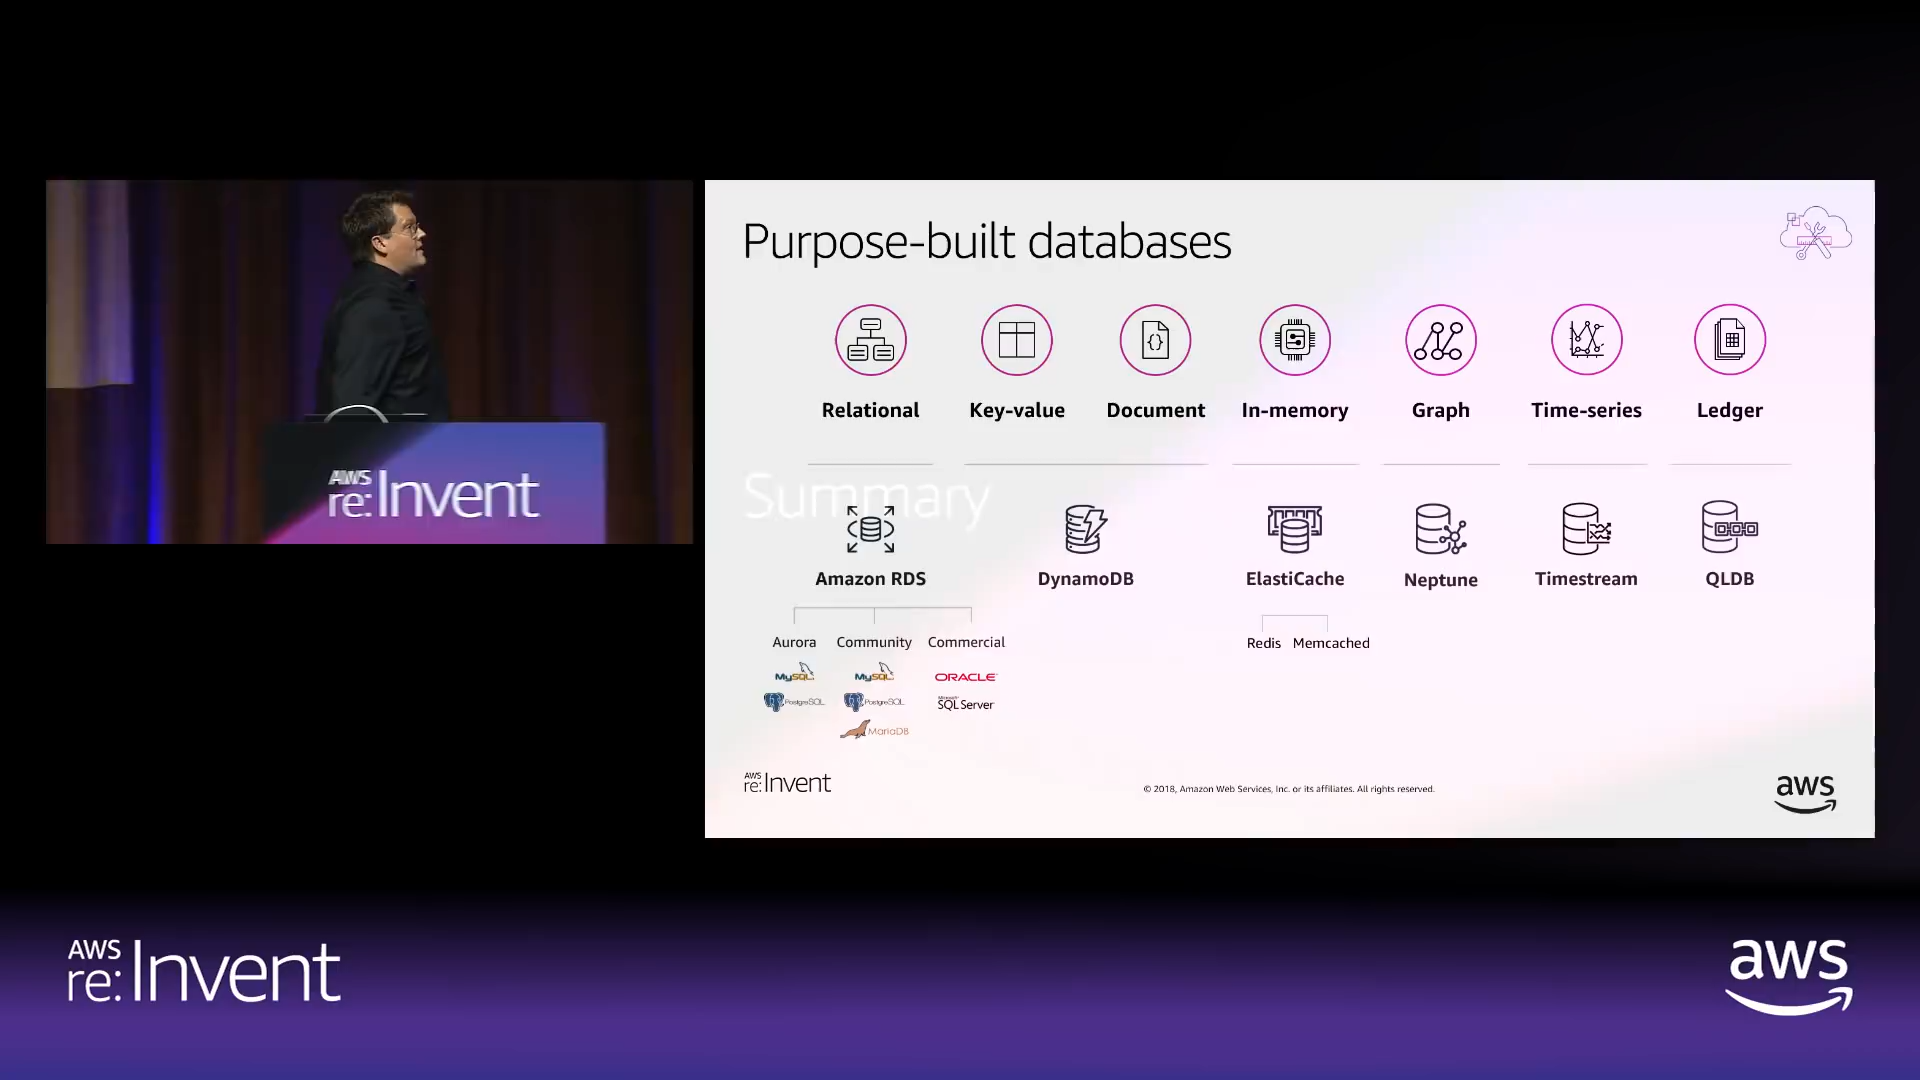 AWS
re:Invent
Purpose-built databases
Relational Key-value Document In-memory Graph Time-series Ledger
Summary
Amazon RDS DynamoDB ElastiCache Neptune Timestream QLDB
Aurora Community Commercial Redis Memcached
MySQL MySQL ORACLE
PostgreSQL PostgreSQL Microsoft SQL Server
MariaDB
AWS
re:Invent
© 2018, Amazon Web Services, Inc. or its affiliates. All rights reserved.
aws
AWS
re:Invent
aws